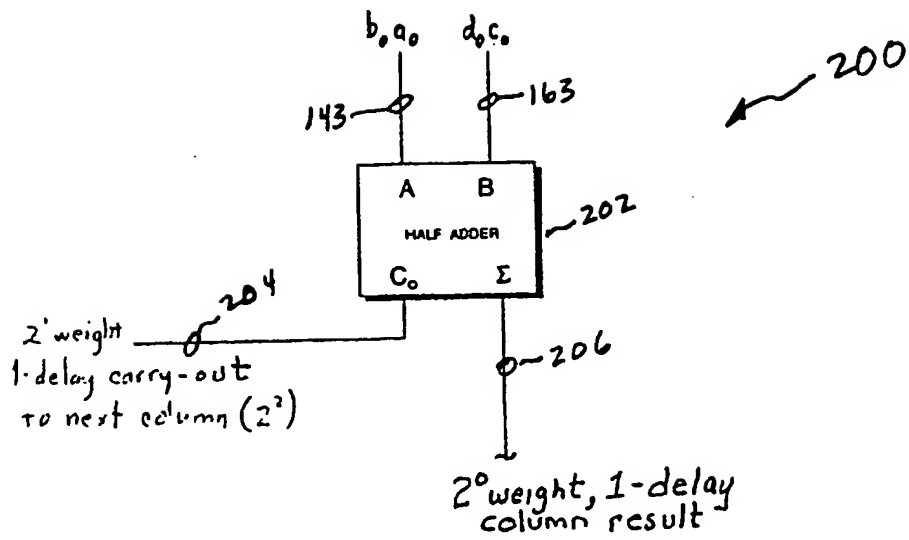 b₀a₀ d₀c₀
200
143 163
A B
202
HALF ADDER
C₀ Σ
204
2' weight
1-delay carry-out
to next column (2²)
206
2⁰ weight, 1-delay
column result